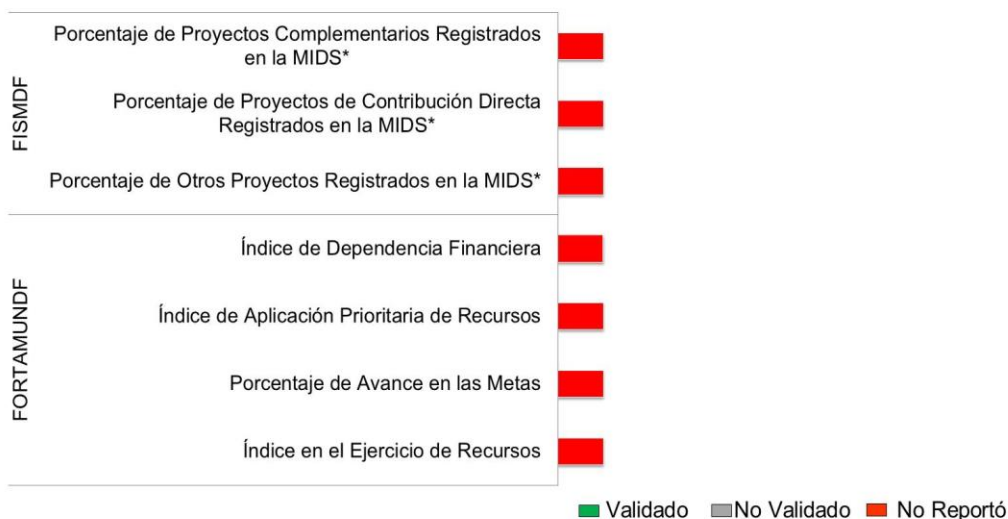 FISMDF
Porcentaje de Proyectos Complementarios Registrados
en la MIDS*
Porcentaje de Proyectos de Contribución Directa
Registrados en la MIDS*
Porcentaje de Otros Proyectos Registrados en la MIDS*
FORTAMUNDF
Índice de Dependencia Financiera
Índice de Aplicación Prioritaria de Recursos
Porcentaje de Avance en las Metas
Índice en el Ejercicio de Recursos
Validado No Validado No Reportó